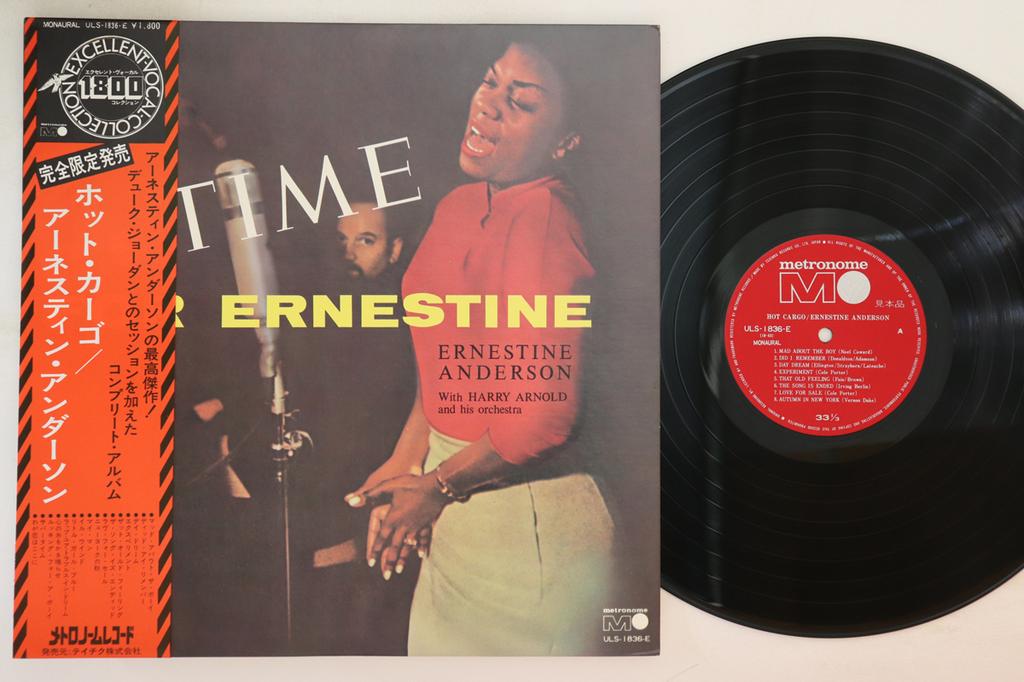 MONAURAL ULS-1836-E ¥1,800
EXCELLENT・VOCAL・COLLECTION
エクセレント・ヴォーカル
1800
コレクション
完全限定発売
アーネスティン・アンダーソンの最高傑作!
デューク・ジョーダンとのセッションを加えた
コンプリート・アルバム
ホット・カーゴ/
アーネスティン・アンダーソン
メトロノームレコード
発売元:テイチク株式会社
TIME
R ERNESTINE
ERNESTINE
ANDERSON
With HARRY ARNOLD
and his orchestra
metronome
M
ULS-1836-E
metronome
M
見本品
HOT CARGO/ERNESTINE ANDERSON
ULS-1836-E
A
MONAURAL
1. MAD ABOUT THE BOY (Noel Coward)
2. DID I REMEMBER (Donaldson/Adamson)
3. DAY DREAM (Ellington/Strayhorn/Latouche)
4. EXPERIMENT (Cole Porter)
5. THAT OLD FEELING (Fain/Brown)
6. THE SONG IS ENDED (Irving Berlin)
7. LOVE FOR SALE (Cole Porter)
8. AUTUMN IN NEW YORK (Vernon Duke)
33⅓